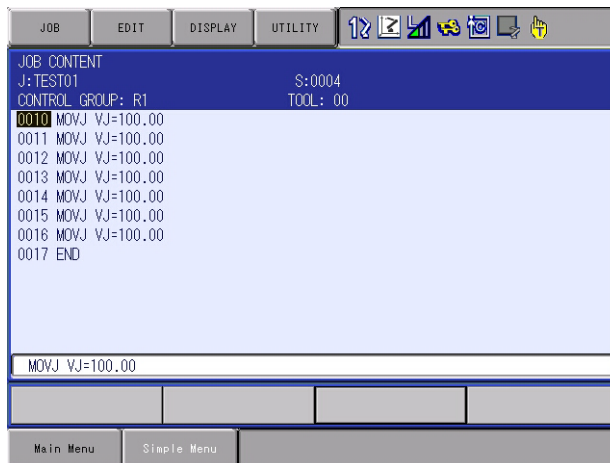 JOB EDIT DISPLAY UTILITY
JOB CONTENT
J:TEST01 S:0004
CONTROL GROUP: R1 TOOL: 00
0010 MOVJ VJ=100.00
0011 MOVJ VJ=100.00
0012 MOVJ VJ=100.00
0013 MOVJ VJ=100.00
0014 MOVJ VJ=100.00
0015 MOVJ VJ=100.00
0016 MOVJ VJ=100.00
0017 END
MOVJ VJ=100.00
Main Menu Simple Menu